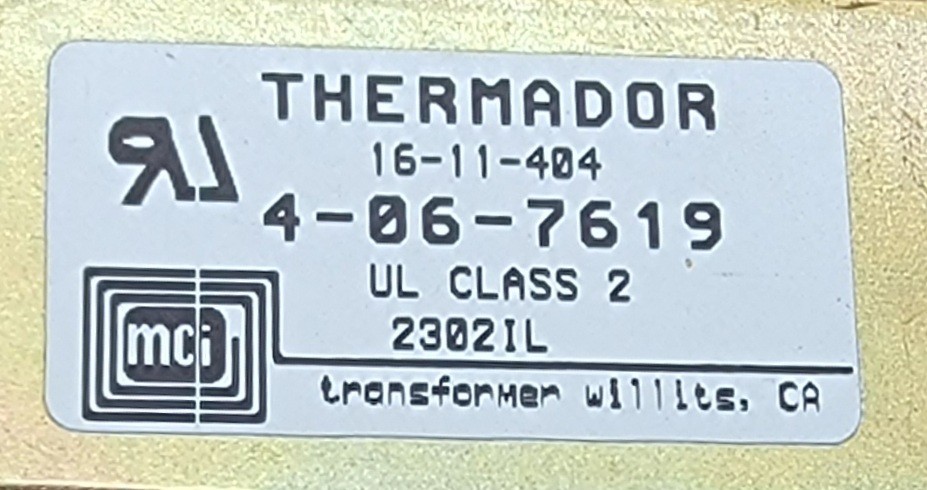 THERMADOR
16-11-404
4-06-7619
UL CLASS 2
2302IL
mci
transformer willits, CA